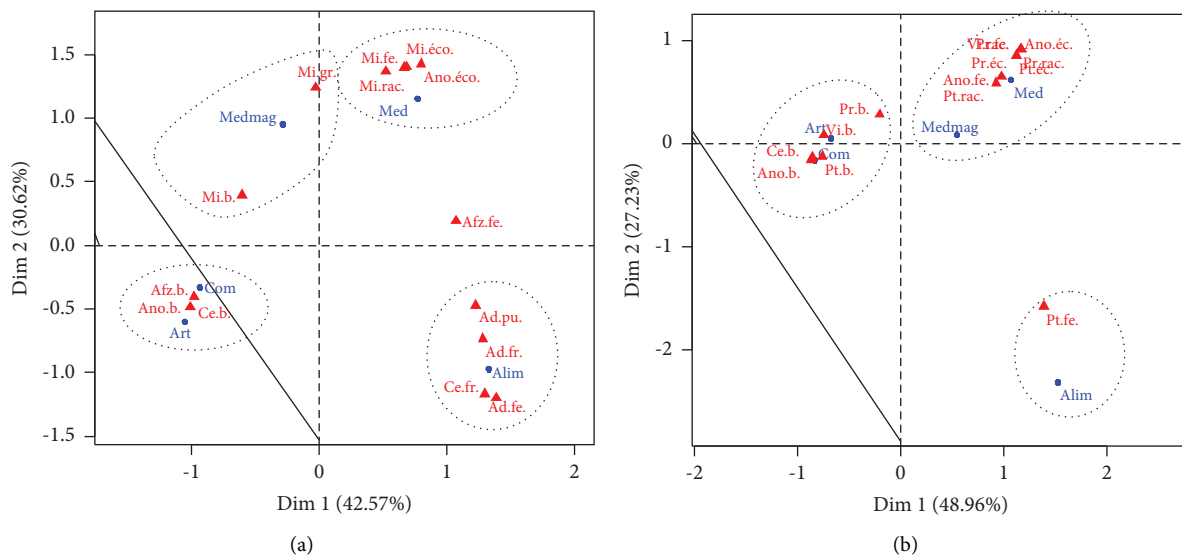 1.5
1.0
0.5
0.0
-0.5
-1.0
-1.5
Dim 2 (30.62%)
-1
0
1
2
Dim 1 (42.57%)
Mi.éco.
Mi.fe.
Mi.gr.
Ano.éco.
Mi.rac.
Med
Medmag
Mi.b.
Afz.fe.
Afz.b.
Com
Ano.b.
Ce.b.
Art
Ad.pu.
Ad.fr.
Alim
Ce.fr.
Ad.fe.
(a)
1
0
-1
-2
Dim 2 (27.23%)
-2
-1
0
1
2
Dim 1 (48.96%)
Pr.fe.
Ano.éc.
Pr.éc.
Pr.rac.
Pt.éc.
Ano.fe.
Pt.rac.
Med
Medmag
Pr.b.
Art
Vi.b.
Ce.b.
Com
Ano.b.
Pt.b.
Pt.fe.
Alim
(b)